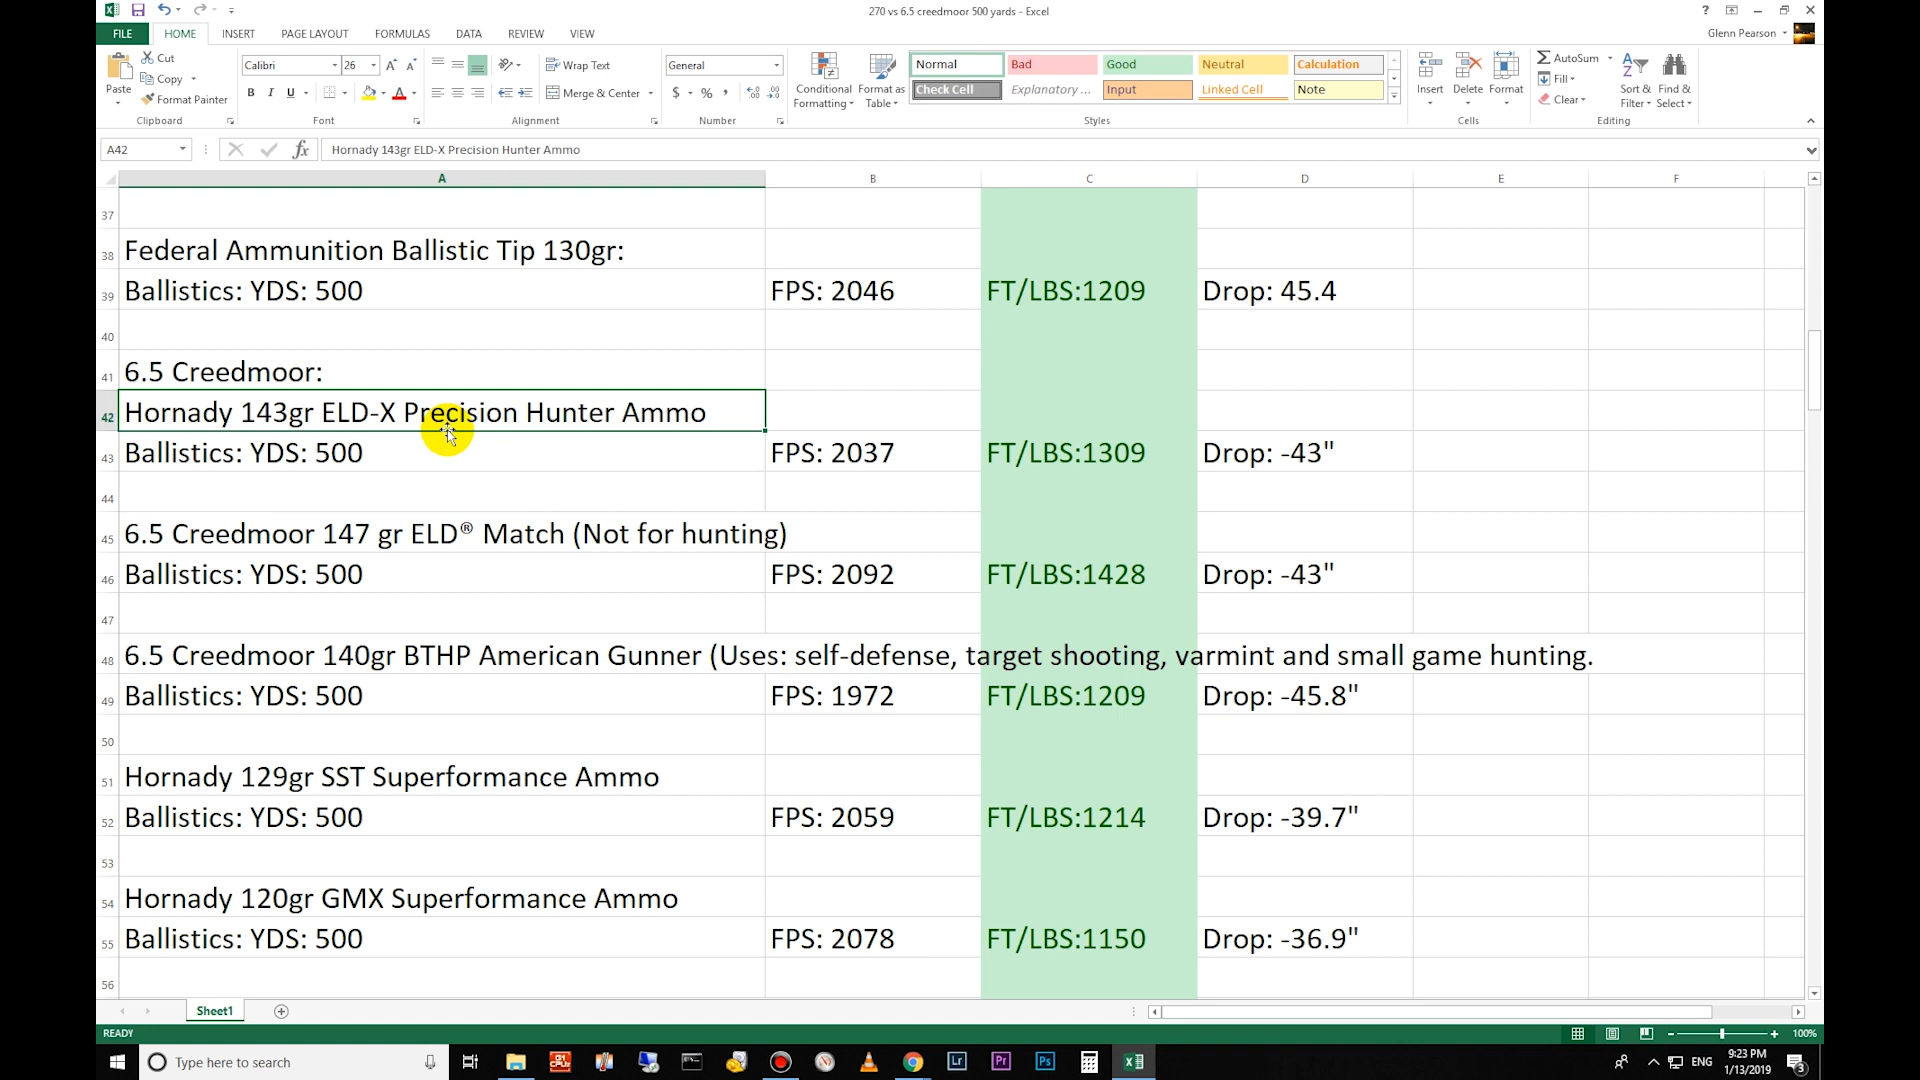 270 vs 6.5 creedmoor 500 yards - Excel
FILE HOME INSERT PAGE LAYOUT FORMULAS DATA REVIEW VIEW Glenn Pearson
Paste
Cut
Copy
Format Painter
Clipboard
Calibri 26
B I U
Font
Wrap Text
Merge & Center
Alignment
General
$ % ,
Number
Conditional Formatting
Format as Table
Normal Bad Good Neutral Calculation
Check Cell Explanatory ... Input Linked Cell Note
Styles
Insert Delete Format
Cells
AutoSum
Fill
Clear
Sort & Filter
Find & Select
Editing
A42 fx Hornady 143gr ELD-X Precision Hunter Ammo
A B C D E F
37
38 Federal Ammunition Ballistic Tip 130gr:
39 Ballistics: YDS: 500 FPS: 2046 FT/LBS:1209 Drop: 45.4
40
41 6.5 Creedmoor:
42 Hornady 143gr ELD-X Precision Hunter Ammo
43 Ballistics: YDS: 500 FPS: 2037 FT/LBS:1309 Drop: -43"
44
45 6.5 Creedmoor 147 gr ELD® Match (Not for hunting)
46 Ballistics: YDS: 500 FPS: 2092 FT/LBS:1428 Drop: -43"
47
48 6.5 Creedmoor 140gr BTHP American Gunner (Uses: self-defense, target shooting, varmint and small game hunting.
49 Ballistics: YDS: 500 FPS: 1972 FT/LBS:1209 Drop: -45.8"
50
51 Hornady 129gr SST Superformance Ammo
52 Ballistics: YDS: 500 FPS: 2059 FT/LBS:1214 Drop: -39.7"
53
54 Hornady 120gr GMX Superformance Ammo
55 Ballistics: YDS: 500 FPS: 2078 FT/LBS:1150 Drop: -36.9"
56
Sheet1
READY 100%
Type here to search
Lr Pr Ps
ENG
9:23 PM
1/13/2019
3